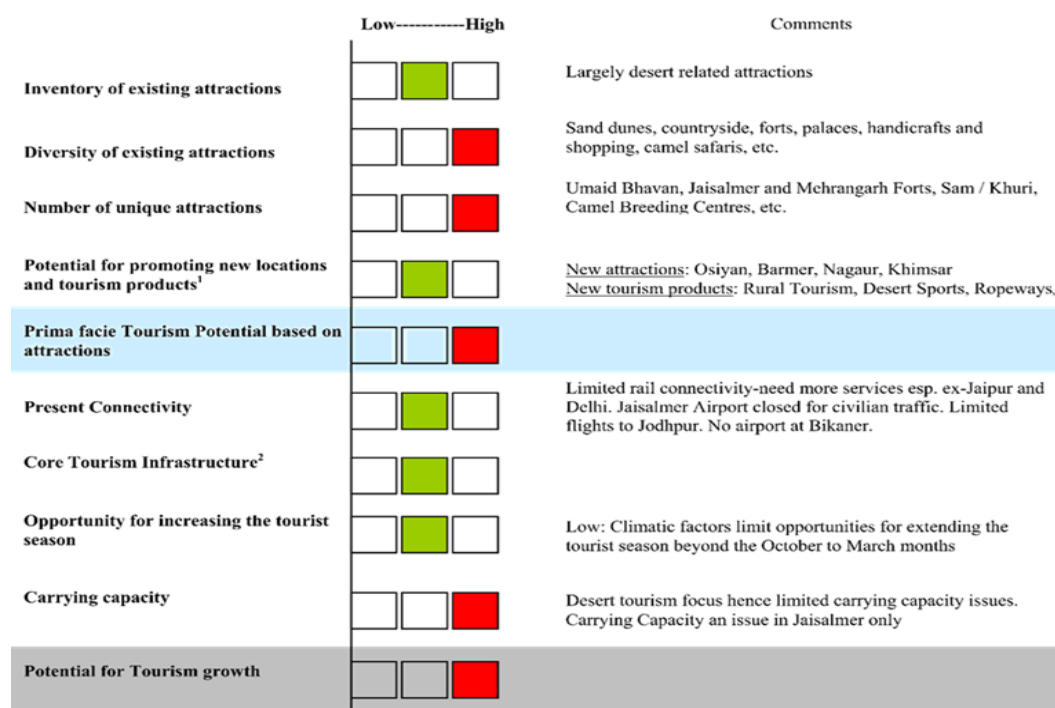 Low-----------High
Comments
Inventory of existing attractions
Largely desert related attractions
Diversity of existing attractions
Sand dunes, countryside, forts, palaces, handicrafts and
shopping, camel safaris, etc.
Number of unique attractions
Umaid Bhavan, Jaisalmer and Mehrangarh Forts, Sam / Khuri,
Camel Breeding Centres, etc.
Potential for promoting new locations
and tourism products¹
New attractions: Osiyan, Barmer, Nagaur, Khimsar
New tourism products: Rural Tourism, Desert Sports, Ropeways,
Prima facie Tourism Potential based on
attractions
Present Connectivity
Limited rail connectivity-need more services esp. ex-Jaipur and
Delhi. Jaisalmer Airport closed for civilian traffic. Limited
flights to Jodhpur. No airport at Bikaner.
Core Tourism Infrastructure²
Opportunity for increasing the tourist
season
Low: Climatic factors limit opportunities for extending the
tourist season beyond the October to March months
Carrying capacity
Desert tourism focus hence limited carrying capacity issues.
Carrying Capacity an issue in Jaisalmer only
Potential for Tourism growth